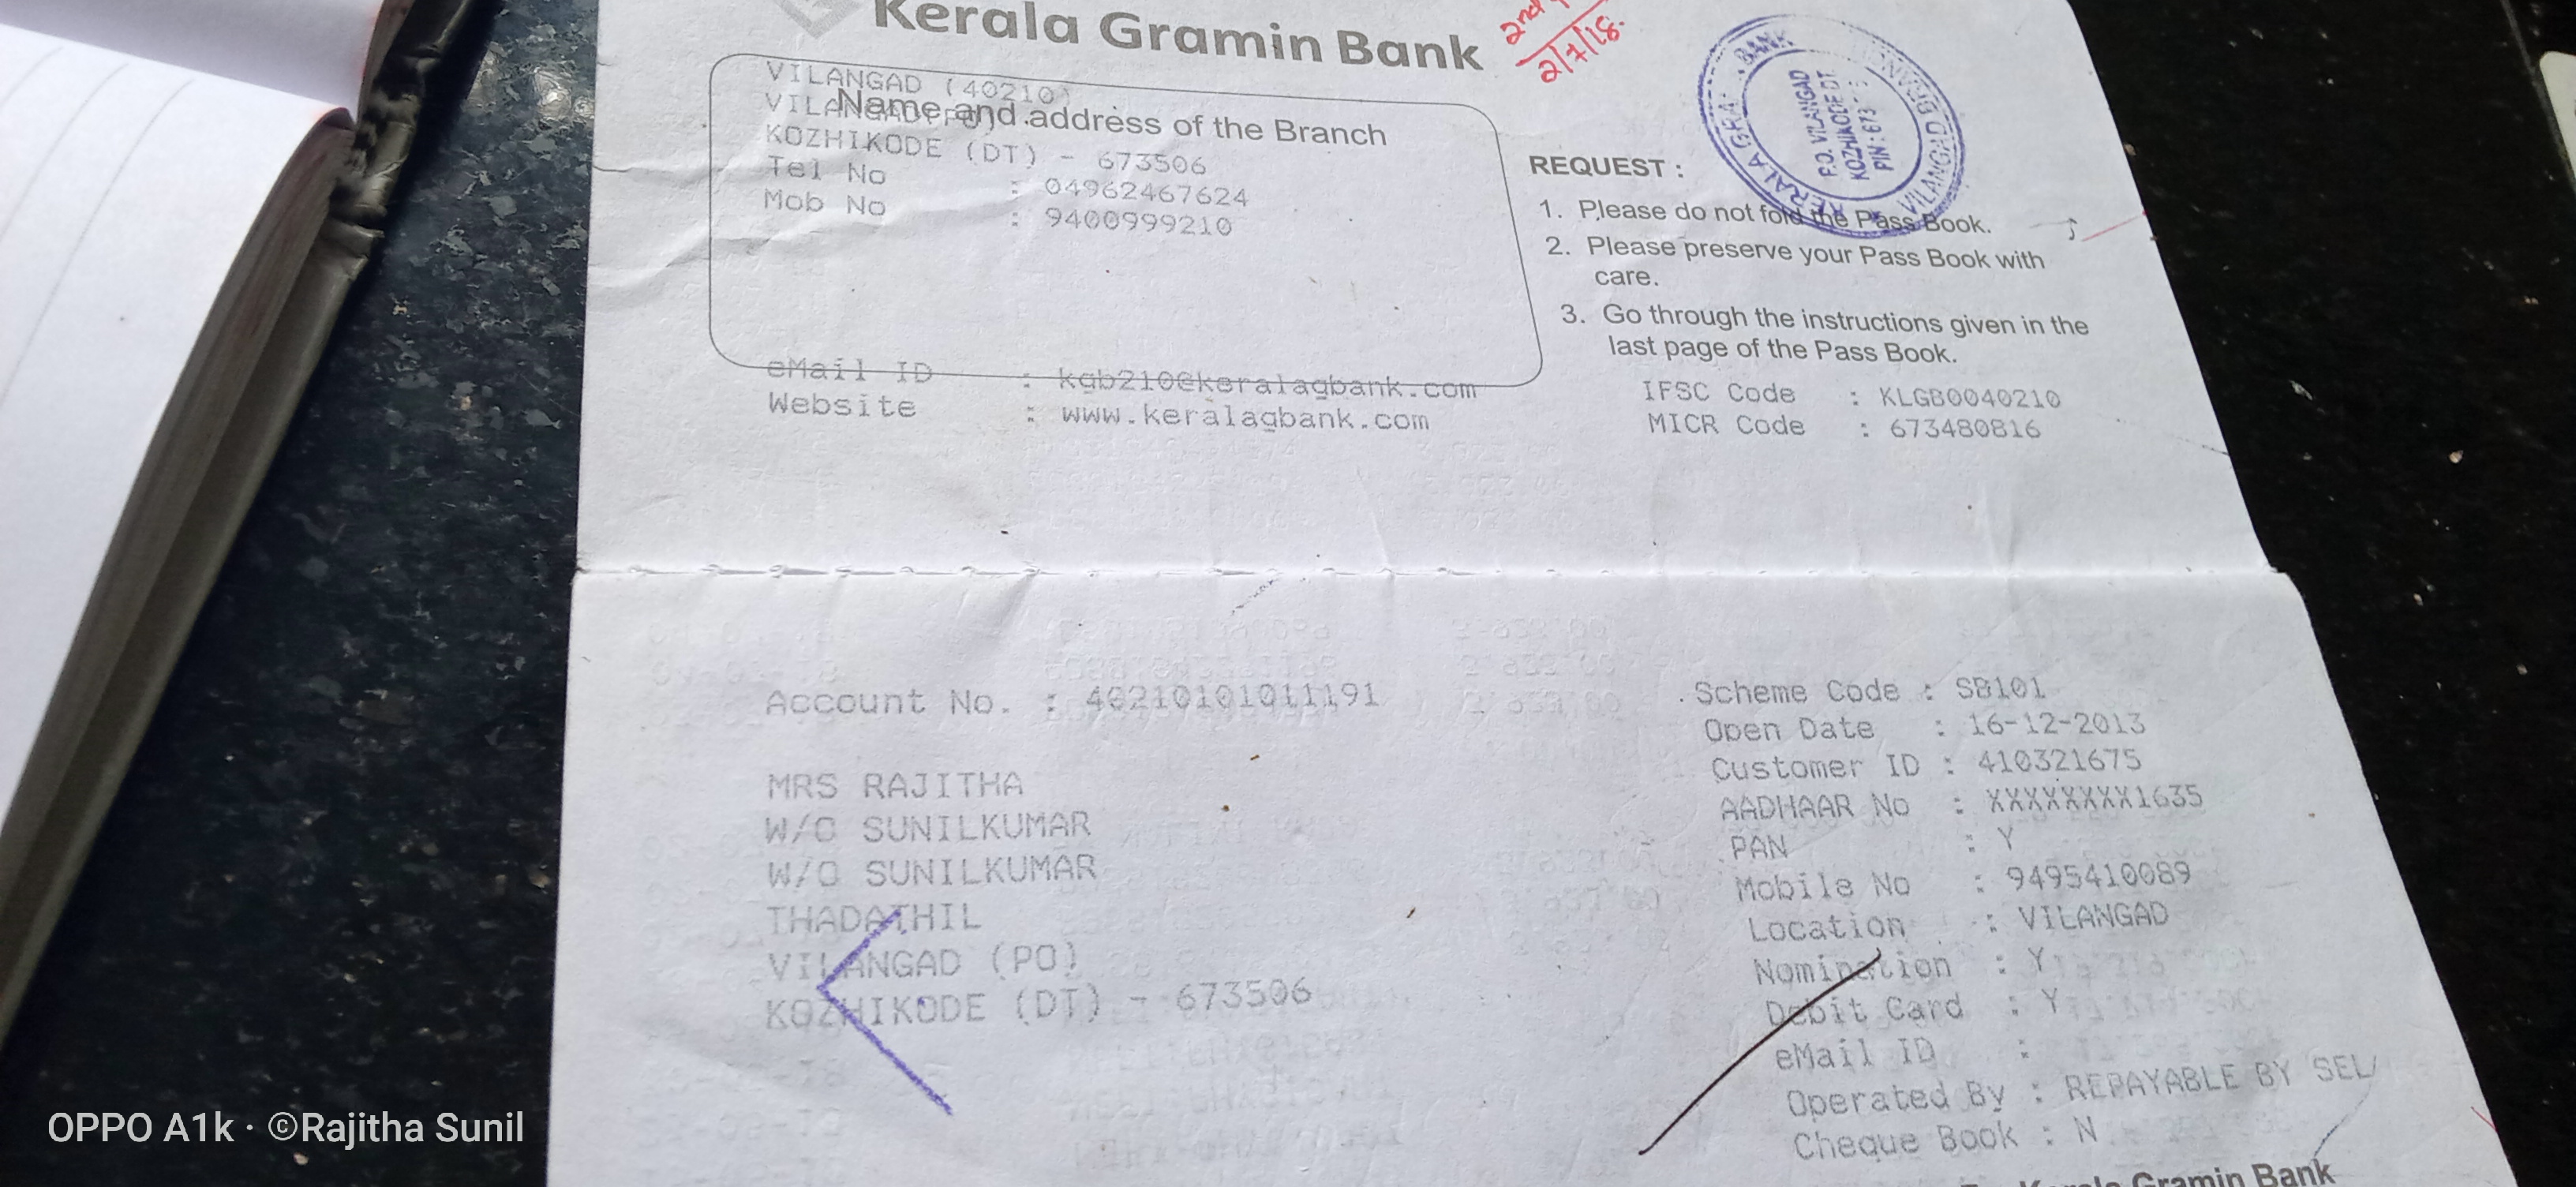 Kerala Gramin Bank
2nd
2/7/18.
VILANGAD (40210)
Name and address of the Branch
VILANGAD(PO)
KOZHIKODE (DT) - 673506
Tel No : 04962467624
Mob No : 9400999210
eMail ID : kgb210@keralagbank.com
Website : www.keralagbank.com
KERALA GRA BANK
VILANGAD BRANCH
P.O. VILANGAD
KOZHIKODE DT
PIN : 673
REQUEST :
1. Please do not fold the Pass Book.
2. Please preserve your Pass Book with
care.
3. Go through the instructions given in the
last page of the Pass Book.
IFSC Code : KLGB0040210
MICR Code : 673480816
Account No. : 40210101011191
MRS RAJITHA
W/O SUNILKUMAR
W/O SUNILKUMAR
THADATHIL
VILANGAD (PO)
KOZHIKODE (DT) - 673506
Scheme Code : SB101
Open Date : 16-12-2013
Customer ID : 410321675
AADHAAR No : XXXXXXXX1635
PAN : Y
Mobile No : 9495410089
Location : VILANGAD
Nomination : Y
Debit Card : Y
eMail ID :
Operated By : REPAYABLE BY SEL
Cheque Book : N
Kerala Gramin Bank
OPPO A1k · ©Rajitha Sunil